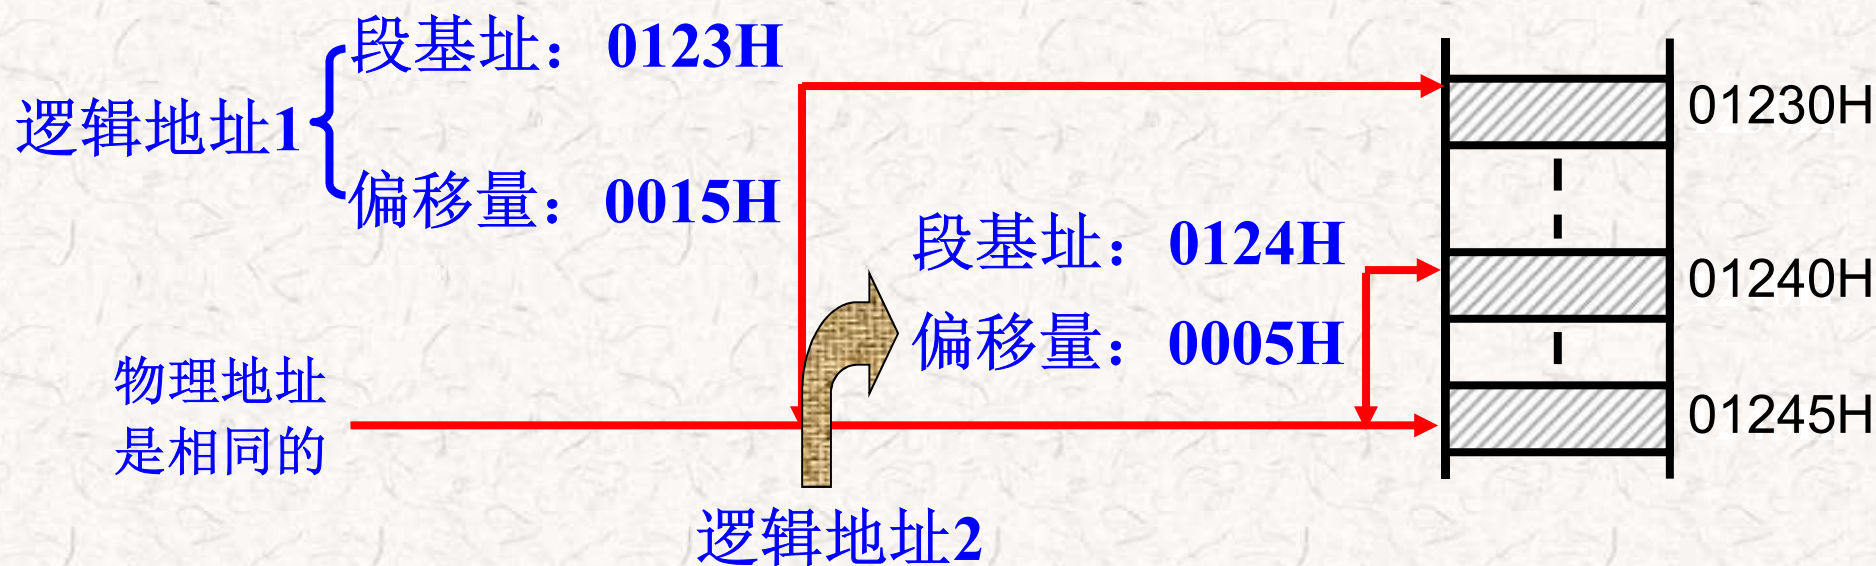 段基址：0123H
逻辑地址1
偏移量：0015H
01230H
段基址：0124H
偏移量：0005H
01240H
物理地址
是相同的
01245H
逻辑地址2